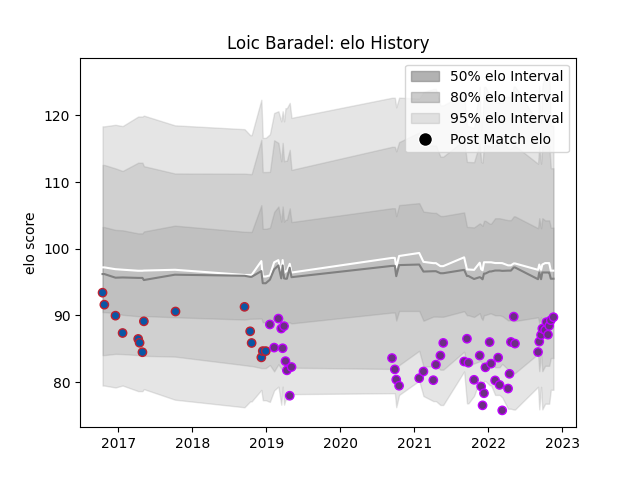 Loic Baradel: elo History
50% elo Interval
80% elo Interval
95% elo Interval
Post Match elo
elo score
120
110
100
90
80
2017 2018 2019 2020 2021 2022 2023